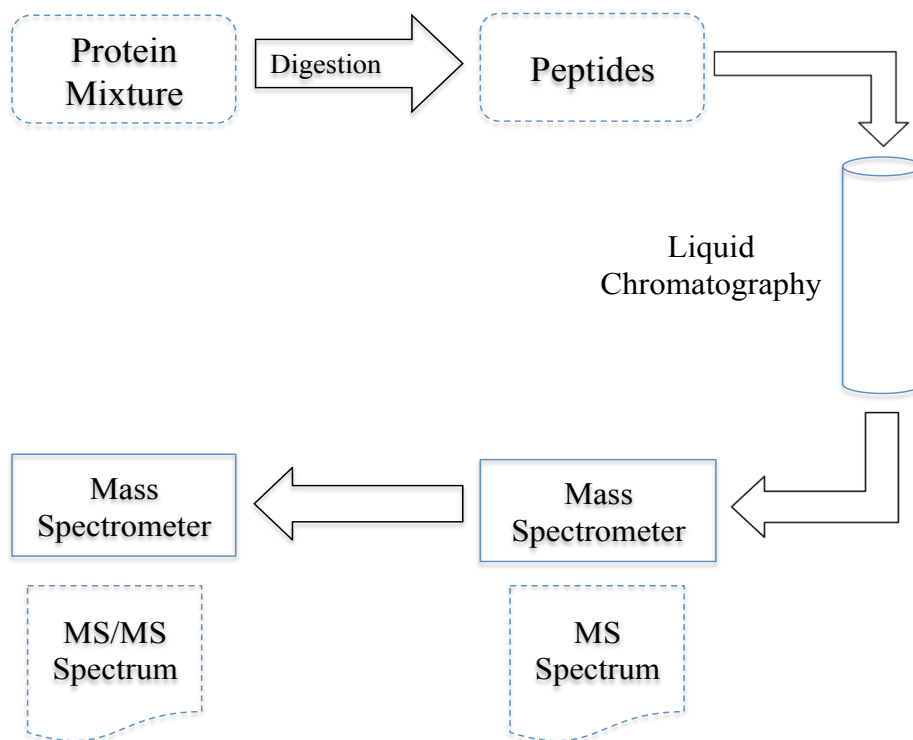 Protein
Mixture
Digestion
Peptides
Liquid
Chromatography
Mass
Spectrometer
Mass
Spectrometer
MS/MS
Spectrum
MS
Spectrum